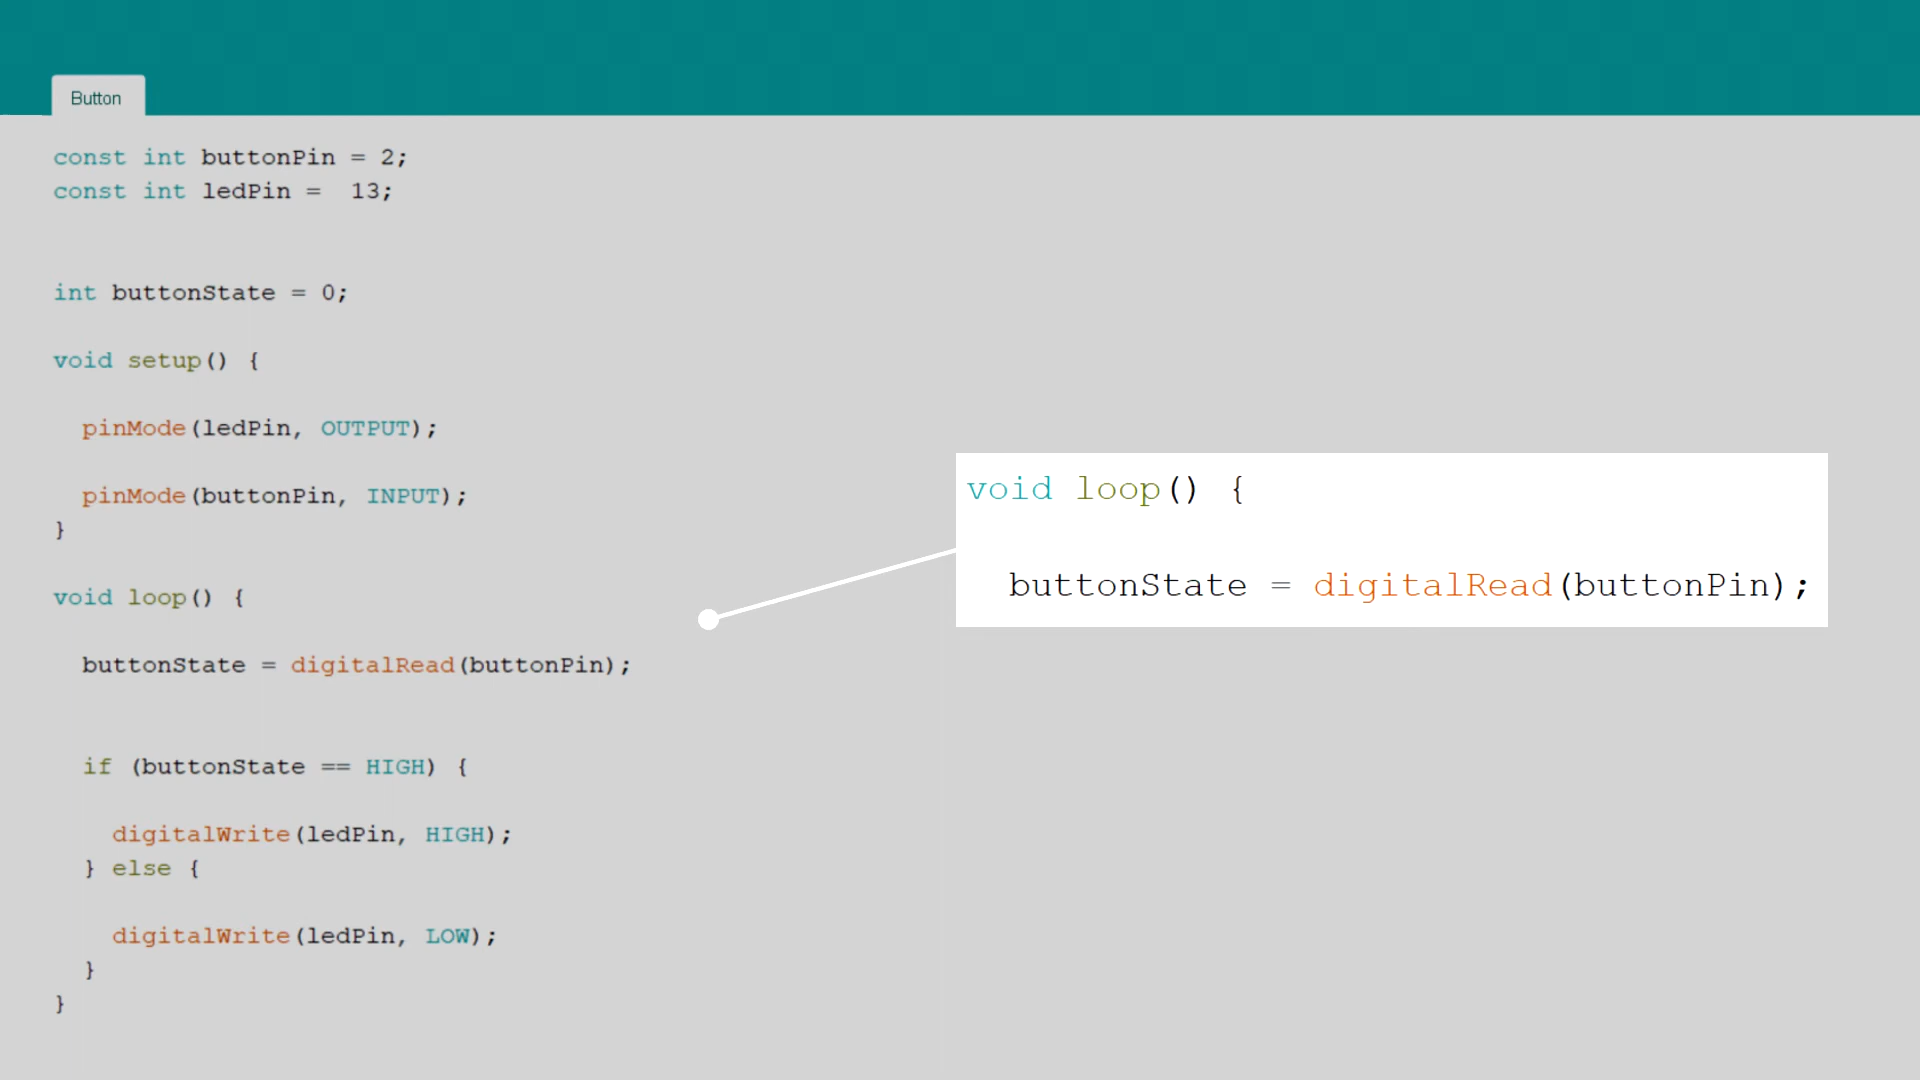 Button
const int buttonPin = 2;
const int ledPin =  13;
int buttonState = 0;
void setup() {
pinMode(ledPin, OUTPUT);
pinMode(buttonPin, INPUT);
}
void loop() {
buttonState = digitalRead(buttonPin);
if (buttonState == HIGH) {
digitalWrite(ledPin, HIGH);
} else {
digitalWrite(ledPin, LOW);
}
}
void loop() {
buttonState = digitalRead(buttonPin);